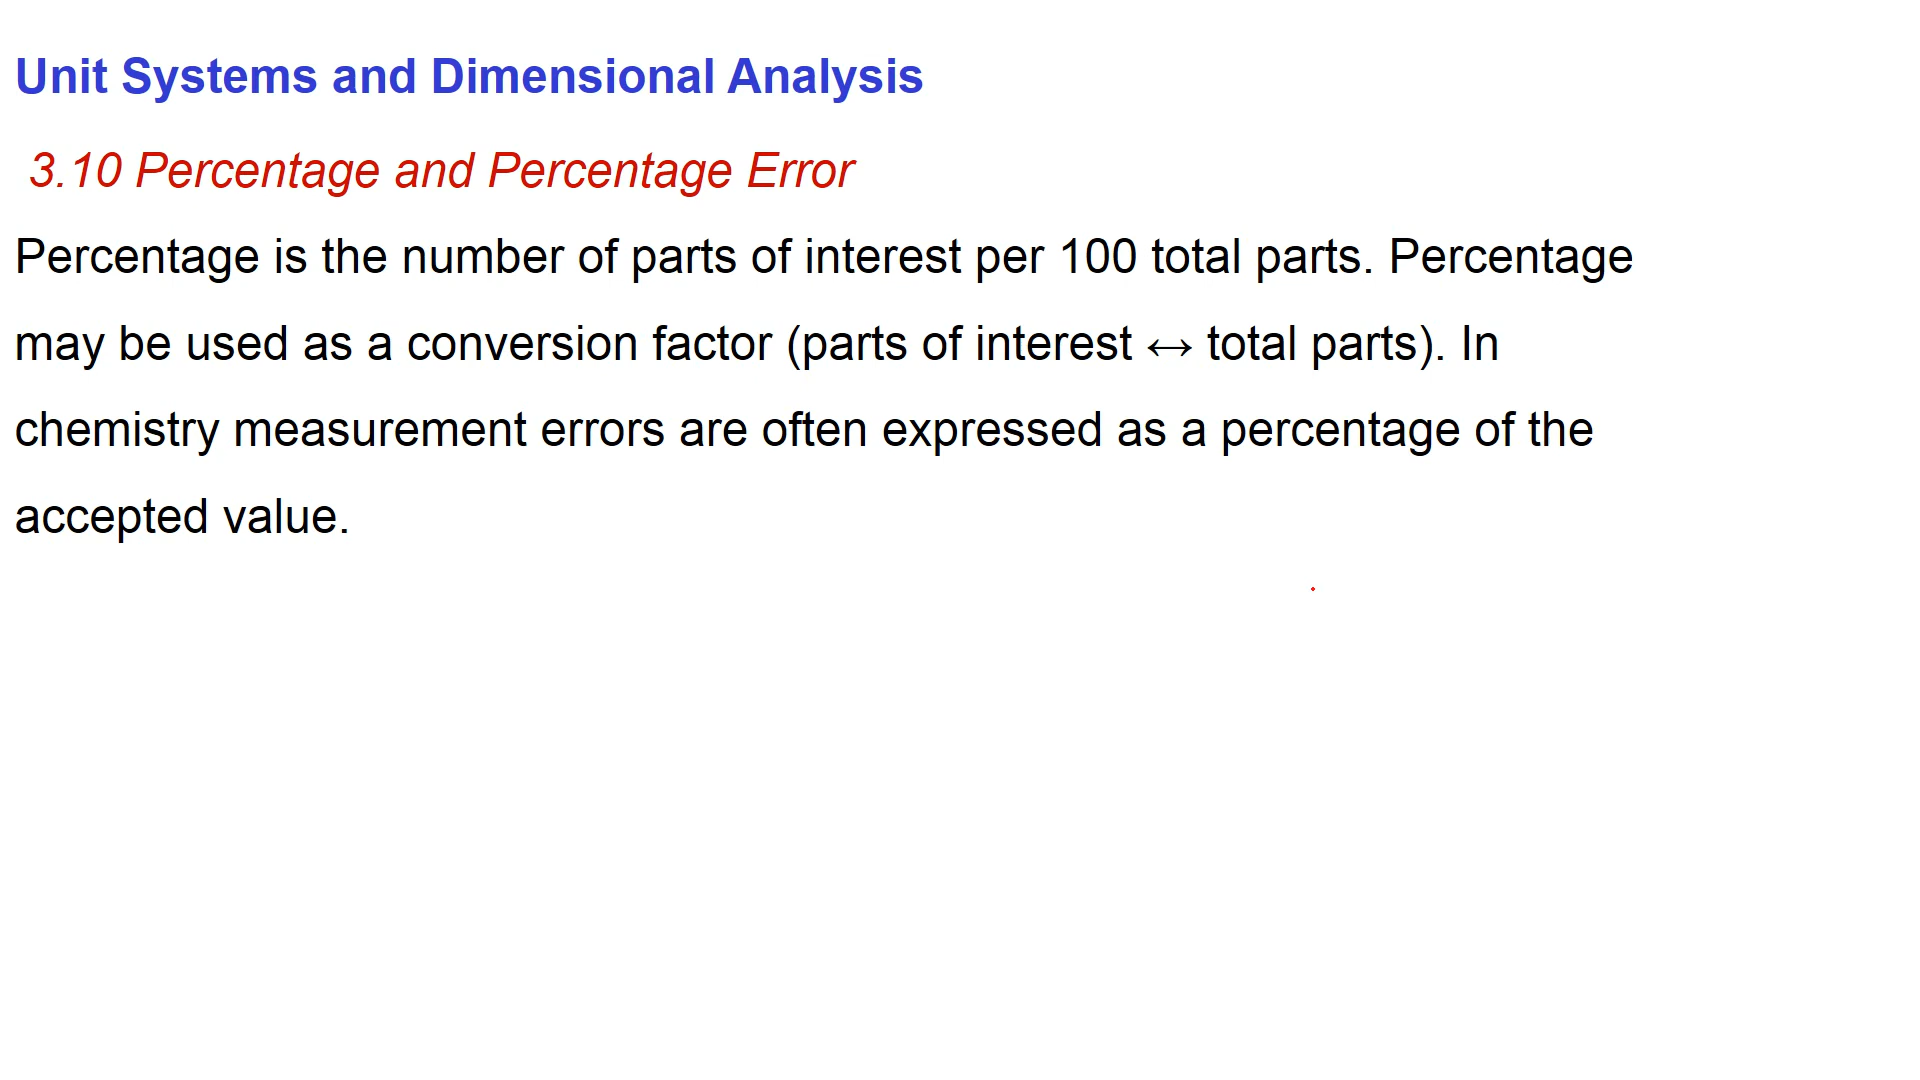 Unit Systems and Dimensional Analysis
3.10 Percentage and Percentage Error
Percentage is the number of parts of interest per 100 total parts. Percentage
may be used as a conversion factor (parts of interest ↔ total parts). In
chemistry measurement errors are often expressed as a percentage of the
accepted value.